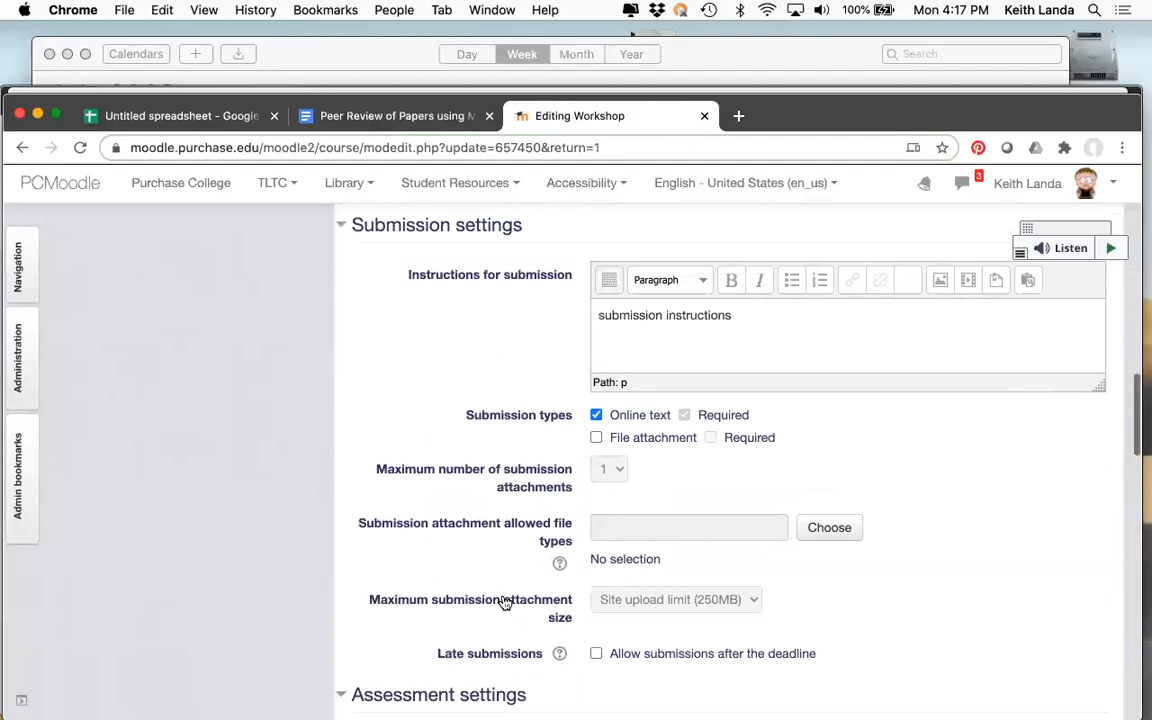 Chrome File Edit View History Bookmarks People Tab Window Help 100% Mon 4:17 PM Keith Landa
Calendars + Day Week Month Year Search
Untitled spreadsheet - Google Peer Review of Papers using M Editing Workshop
moodle.purchase.edu/moodle2/course/modedit.php?update=657450&return=1
PCMoodle Purchase College TLTC Library Student Resources Accessibility English - United States (en_us) 3 Keith Landa
Navigation
Administration
Admin bookmarks
Submission settings
Listen
Instructions for submission
Paragraph B I
submission instructions
Path: p
Submission types Online text Required
File attachment Required
Maximum number of submission attachments 1
Submission attachment allowed file types Choose
? No selection
Maximum submission attachment size Site upload limit (250MB)
Late submissions ? Allow submissions after the deadline
Assessment settings